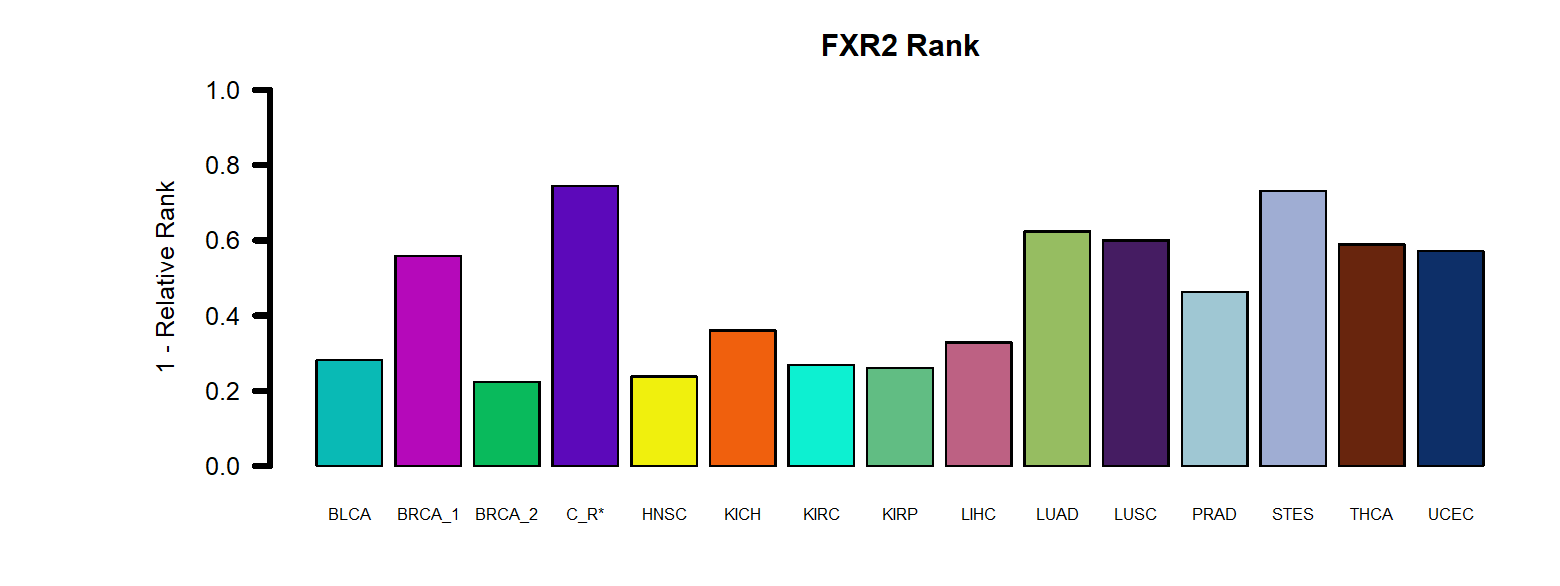 FXR2 Rank
1 - Relative Rank
1.0
0.8
0.6
0.4
0.2
0.0
BLCA BRCA_1 BRCA_2 C_R* HNSC KICH KIRC KIRP LIHC LUAD LUSC PRAD STES THCA UCEC